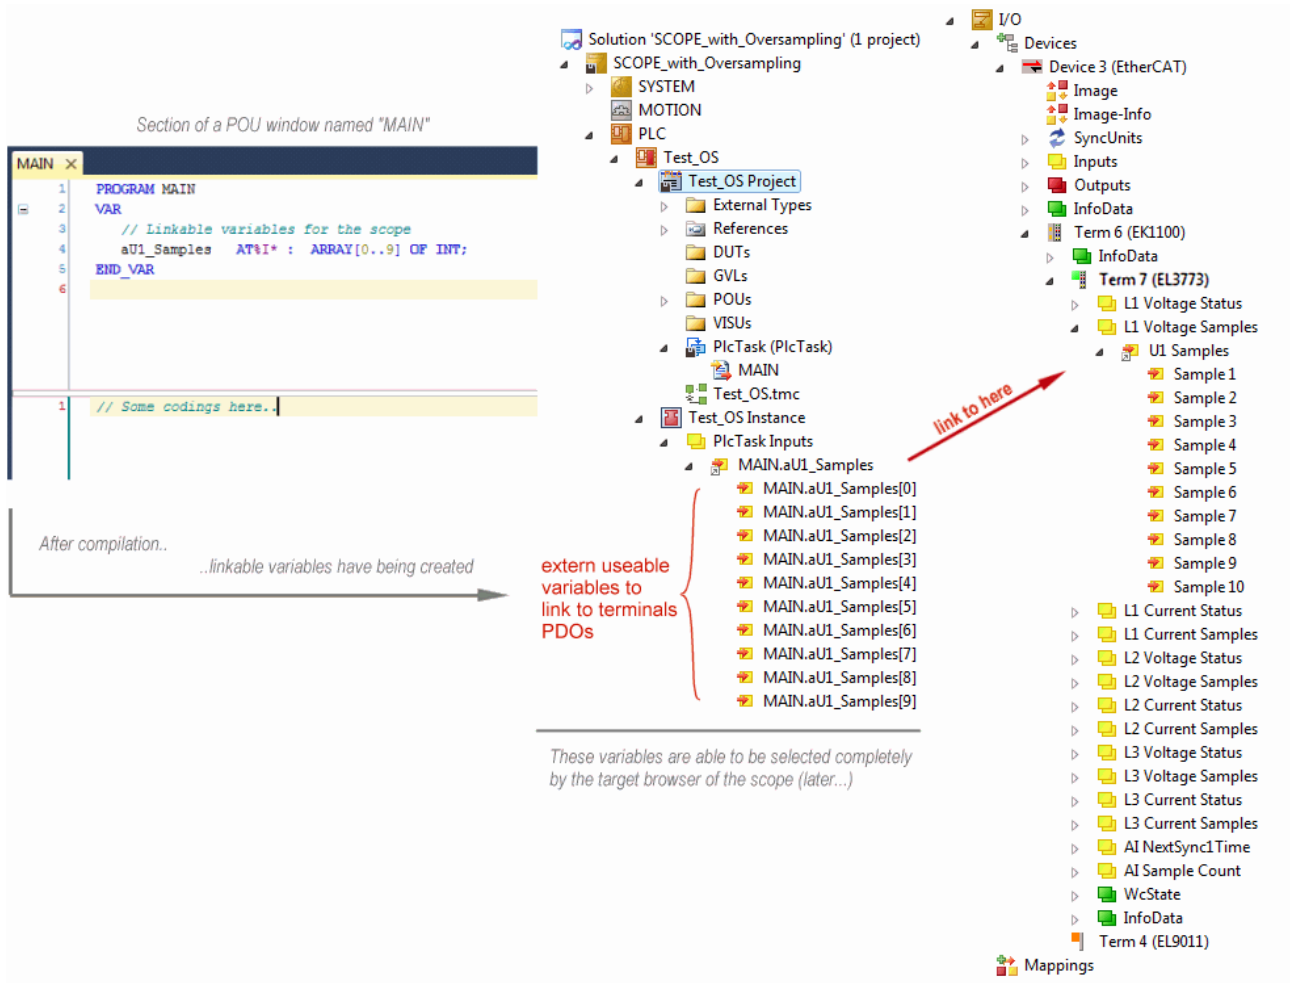 Section of a POU window named "MAIN"
MAIN
1 PROGRAM MAIN
2 VAR
3 // Linkable variables for the scope
4 aU1_Samples AT%I* : ARRAY[0..9] OF INT;
5 END_VAR
6
1 // Some codings here..
After compilation..
..linkable variables have being created
Solution 'SCOPE_with_Oversampling' (1 project)
SCOPE_with_Oversampling
SYSTEM
MOTION
PLC
Test_OS
Test_OS Project
External Types
References
DUTs
GVLs
POUs
VISUs
PlcTask (PlcTask)
MAIN
Test_OS.tmc
Test_OS Instance
PlcTask Inputs
MAIN.aU1_Samples
MAIN.aU1_Samples[0]
MAIN.aU1_Samples[1]
MAIN.aU1_Samples[2]
MAIN.aU1_Samples[3]
MAIN.aU1_Samples[4]
MAIN.aU1_Samples[5]
MAIN.aU1_Samples[6]
MAIN.aU1_Samples[7]
MAIN.aU1_Samples[8]
MAIN.aU1_Samples[9]
extern useable
variables to
link to terminals
PDOs
These variables are able to be selected completely
by the target browser of the scope (later...)
link to here
I/O
Devices
Device 3 (EtherCAT)
Image
Image-Info
SyncUnits
Inputs
Outputs
InfoData
Term 6 (EK1100)
InfoData
Term 7 (EL3773)
L1 Voltage Status
L1 Voltage Samples
U1 Samples
Sample 1
Sample 2
Sample 3
Sample 4
Sample 5
Sample 6
Sample 7
Sample 8
Sample 9
Sample 10
L1 Current Status
L1 Current Samples
L2 Voltage Status
L2 Voltage Samples
L2 Current Status
L2 Current Samples
L3 Voltage Status
L3 Voltage Samples
L3 Current Status
L3 Current Samples
AI NextSync1Time
AI Sample Count
WcState
InfoData
Term 4 (EL9011)
Mappings